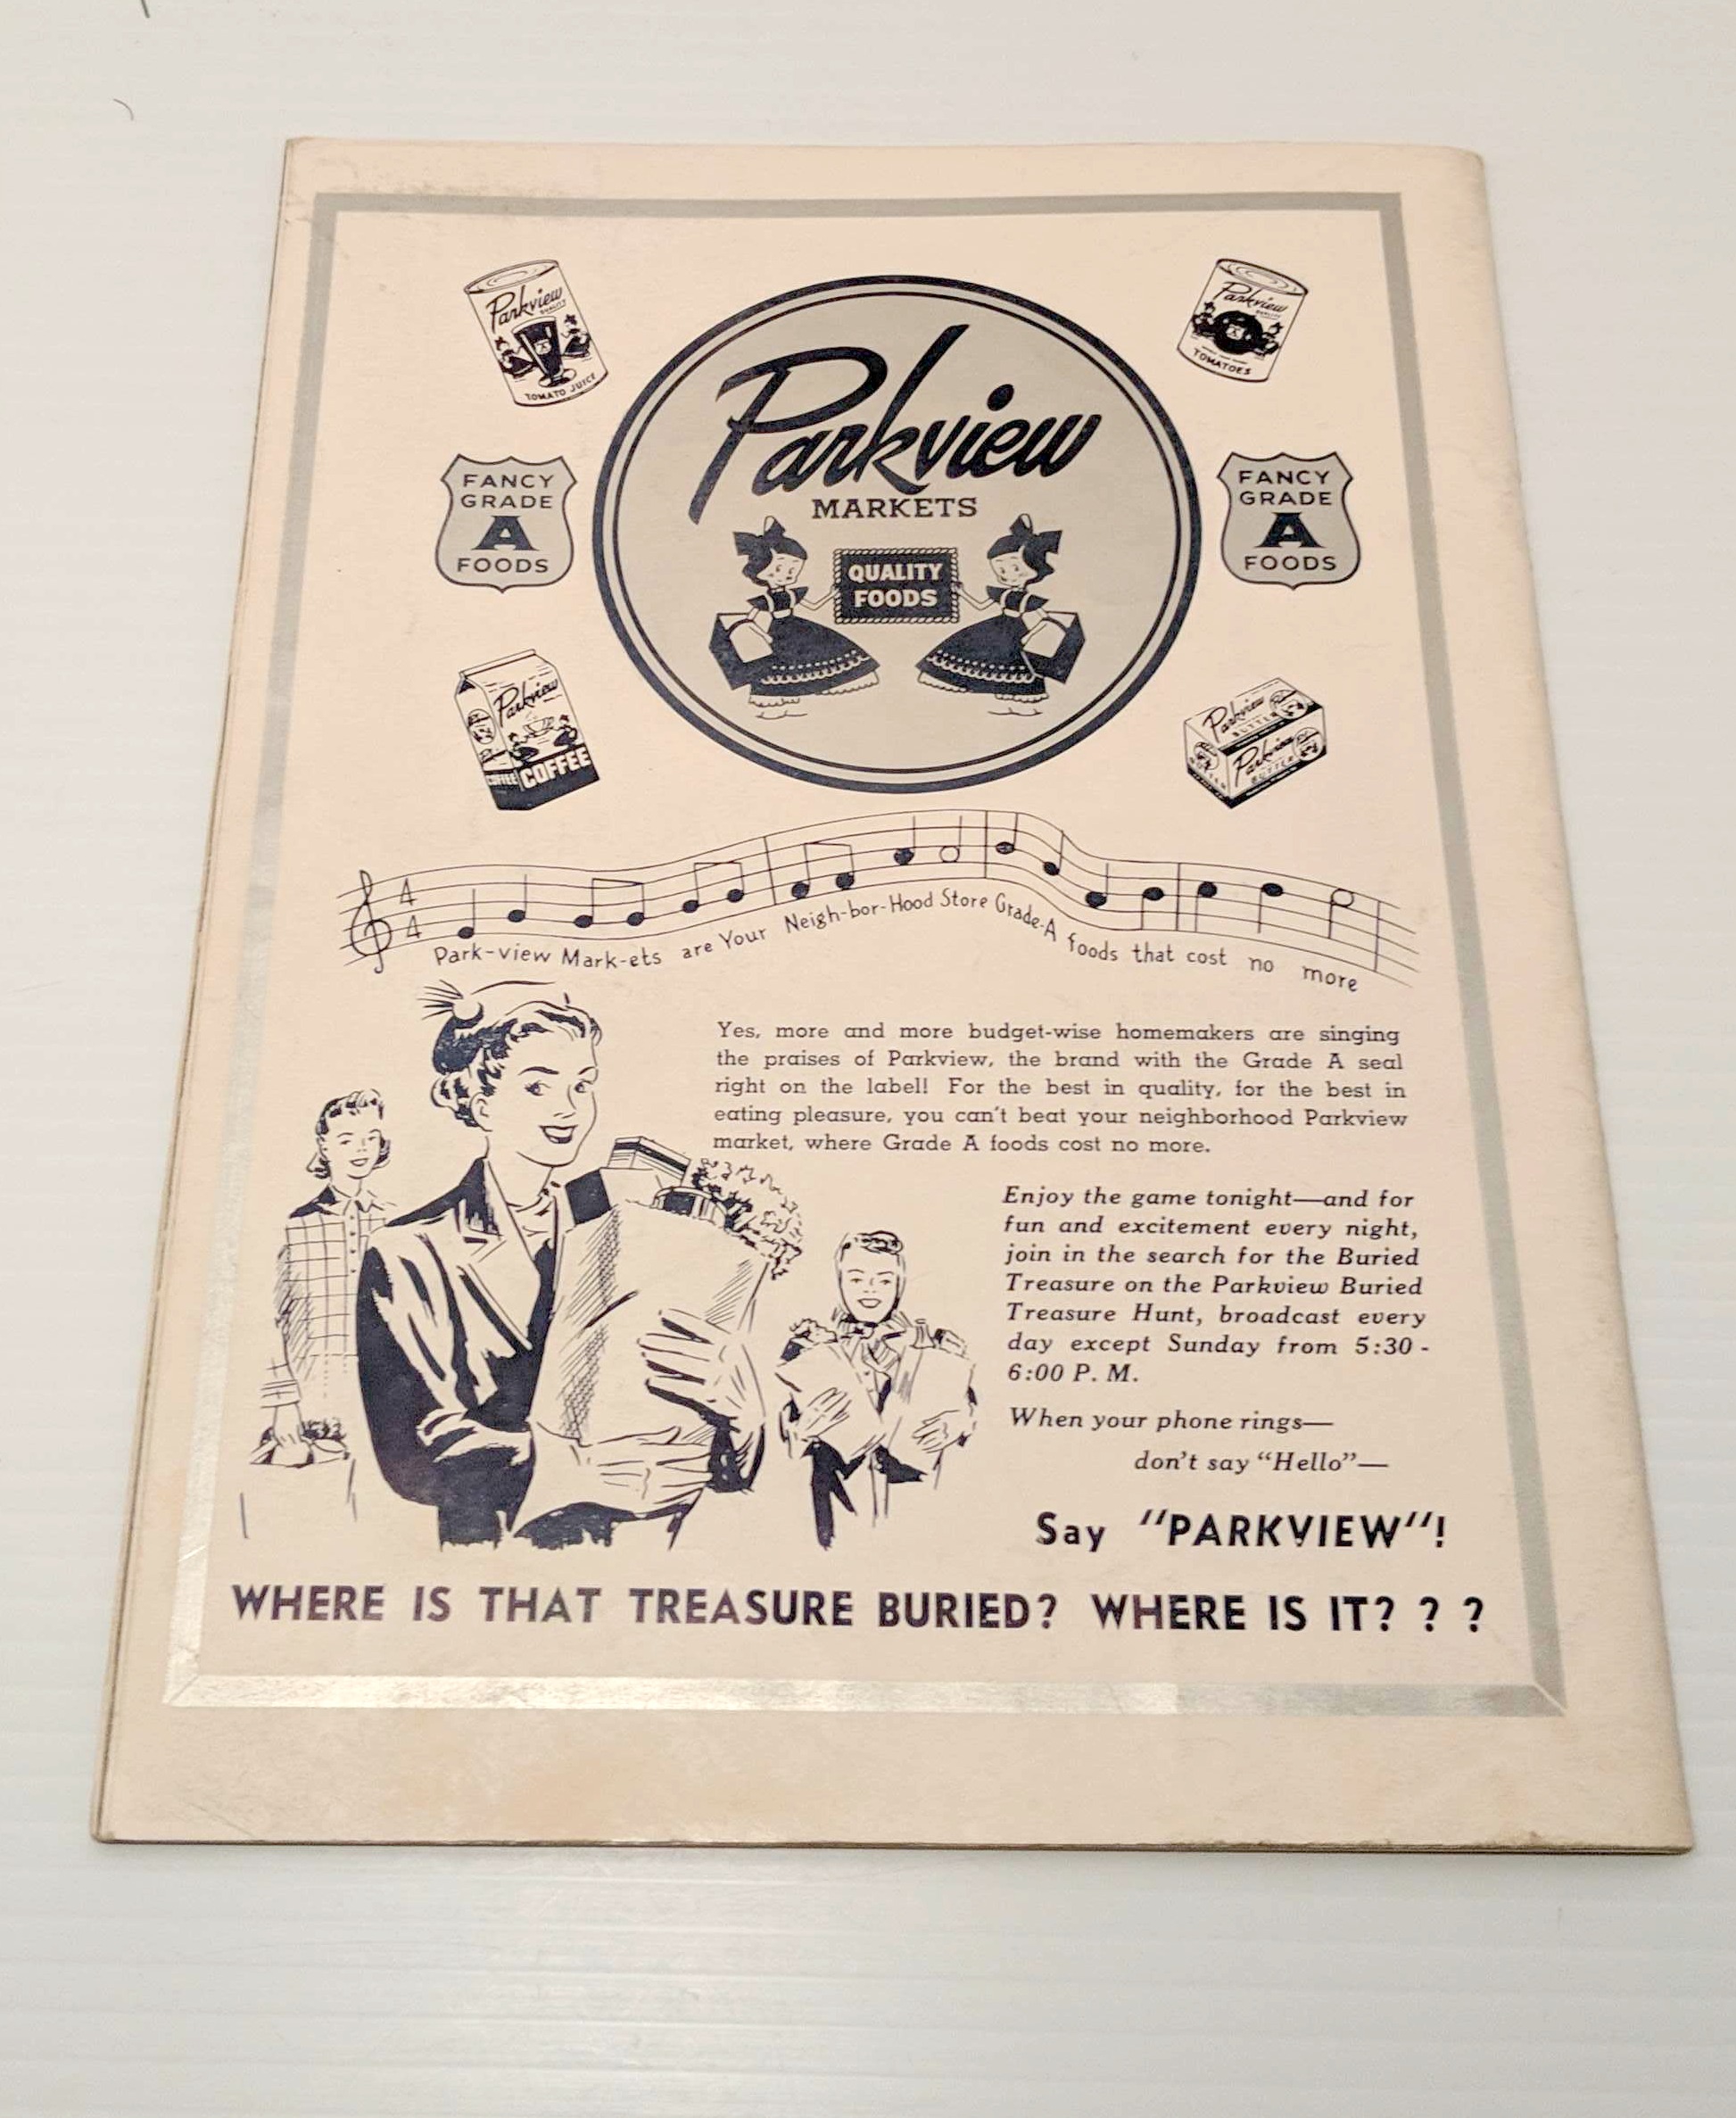 Parkview
QUALITY
TOMATO JUICE
Parkview
QUALITY
TOMATOES
Parkview
MARKETS
QUALITY
FOODS
FANCY
GRADE
A
FOODS
FANCY
GRADE
A
FOODS
Parkview
COFFEE
COFFEE
Parkview
BUTTER
Parkview
BUTTER
4
4
Park-view Mark-ets are Your Neigh-bor-Hood Store Grade-A foods that cost no more
Yes, more and more budget-wise homemakers are singing
the praises of Parkview, the brand with the Grade A seal
right on the label! For the best in quality, for the best in
eating pleasure, you can't beat your neighborhood Parkview
market, where Grade A foods cost no more.
Enjoy the game tonight—and for
fun and excitement every night,
join in the search for the Buried
Treasure on the Parkview Buried
Treasure Hunt, broadcast every
day except Sunday from 5:30 -
6:00 P. M.
When your phone rings—
don't say "Hello"—
Say "PARKVIEW"!
WHERE IS THAT TREASURE BURIED? WHERE IS IT? ? ?